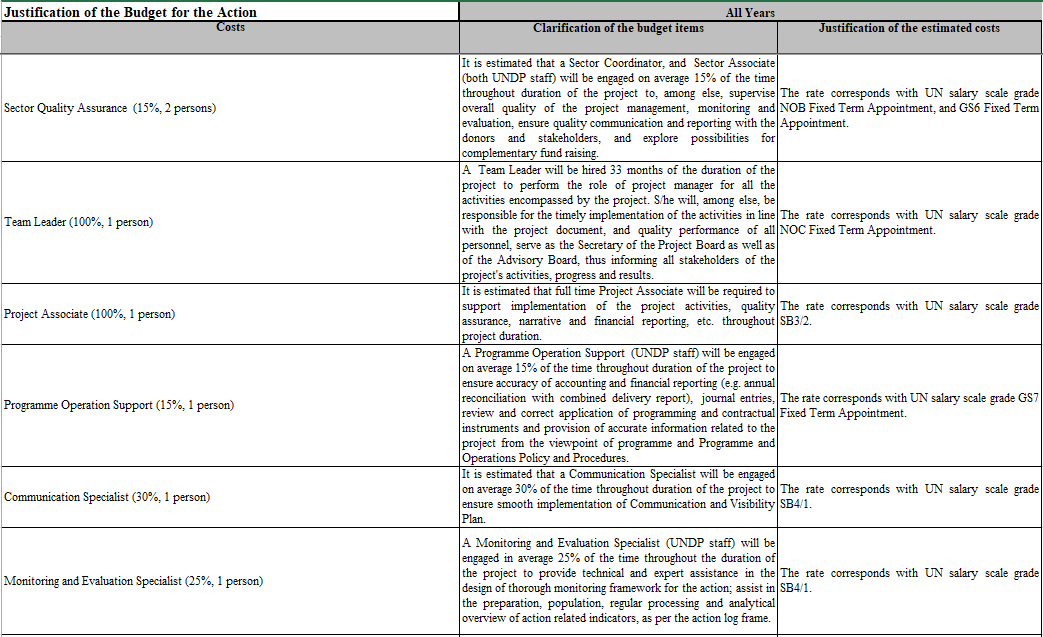 Justification of the Budget for the Action
All Years
Costs
Clarification of the budget items
Justification of the estimated costs
Sector Quality Assurance (15%, 2 persons)
It is estimated that a Sector Coordinator, and Sector Associate
(both UNDP staff) will be engaged on average 15% of the time
throughout duration of the project to, among else, supervise
overall quality of the project management, monitoring and
evaluation, ensure quality communication and reporting with the
donors and stakeholders, and explore possibilities for
complementary fund raising.
The rate corresponds with UN salary scale grade
NOB Fixed Term Appointment, and GS6 Fixed Term
Appointment.
Team Leader (100%, 1 person)
A Team Leader will be hired 33 months of the duration of the
project to perform the role of project manager for all the
activities encompassed by the project. S/he will, among else, be
responsible for the timely implementation of the activities in line
with the project document, and quality performance of all
personnel, serve as the Secretary of the Project Board as well as
of the Advisory Board, thus informing all stakeholders of the
project's activities, progress and results.
The rate corresponds with UN salary scale grade
NOC Fixed Term Appointment.
Project Associate (100%, 1 person)
It is estimated that full time Project Associate will be required to
support implementation of the project activities, quality
assurance, narrative and financial reporting, etc. throughout
project duration.
The rate corresponds with UN salary scale grade
SB3/2.
Programme Operation Support (15%, 1 person)
A Programme Operation Support (UNDP staff) will be engaged
on average 15% of the time throughout duration of the project to
ensure accuracy of accounting and financial reporting (e.g. annual
reconciliation with combined delivery report), journal entries,
review and correct application of programming and contractual
instruments and provision of accurate information related to the
project from the viewpoint of programme and Programme and
Operations Policy and Procedures.
The rate corresponds with UN salary scale grade GS7
Fixed Term Appointment.
Communication Specialist (30%, 1 person)
It is estimated that a Communication Specialist will be engaged
on average 30% of the time throughout duration of the project to
ensure smooth implementation of Communication and Visibility
Plan.
The rate corresponds with UN salary scale grade
SB4/1.
Monitoring and Evaluation Specialist (25%, 1 person)
A Monitoring and Evaluation Specialist (UNDP staff) will be
engaged in average 25% of the time throughout the duration of
the project to provide technical and expert assistance in the
design of thorough monitoring framework for the action; assist in
the preparation, population, regular processing and analytical
overview of action related indicators, as per the action log frame.
The rate corresponds with UN salary scale grade
SB4/1.